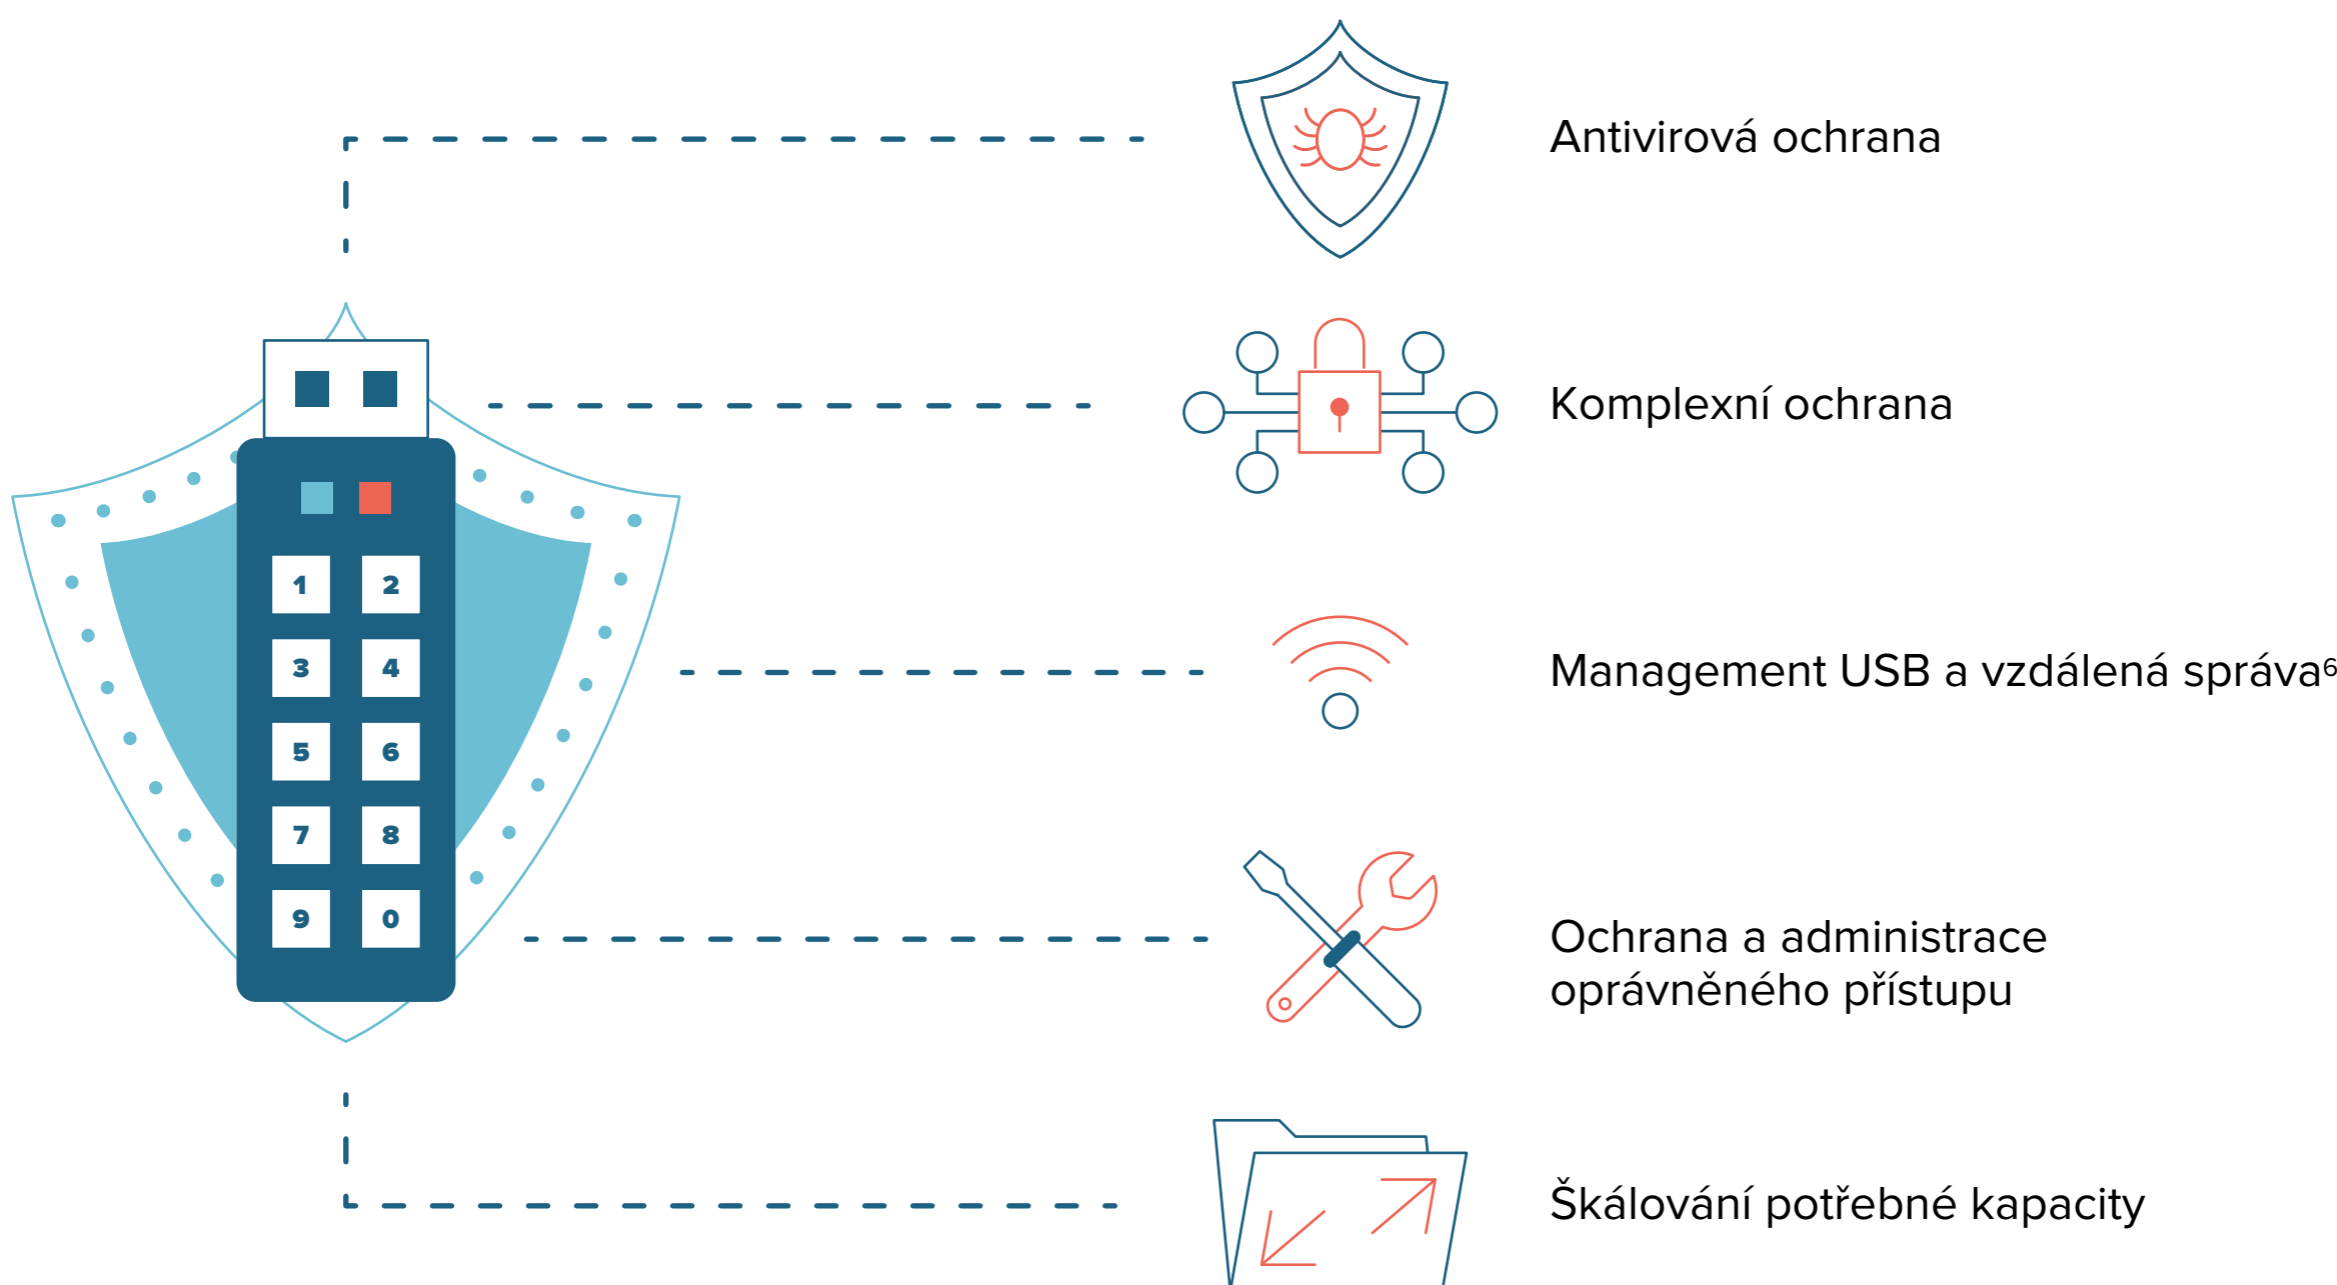 Antivirová ochrana
Komplexní ochrana
1 2
3 4
Management USB a vzdálená správa⁶
5 6
7 8
9 0
Ochrana a administrace
oprávněného přístupu
Škálování potřebné kapacity